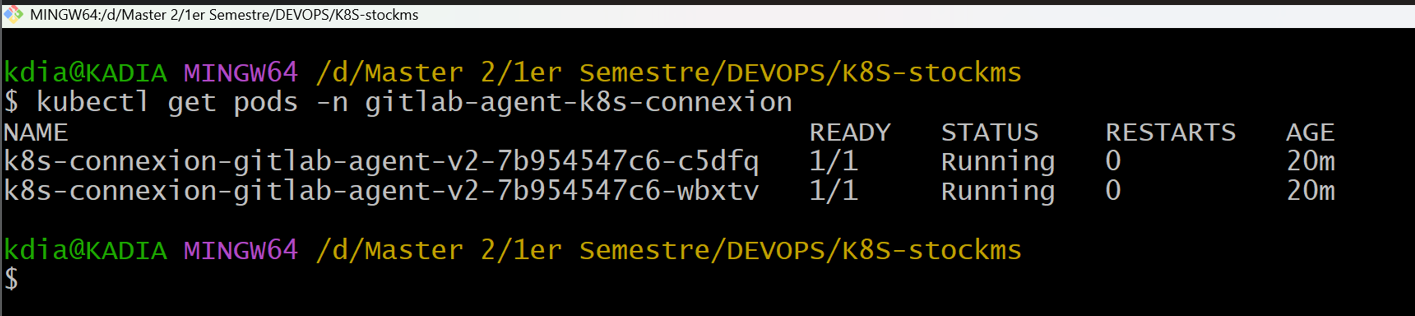 MINGW64:/d/Master 2/1er Semestre/DEVOPS/K8S-stockms
kdia@KADIA MINGW64 /d/Master 2/1er Semestre/DEVOPS/K8S-stockms
$ kubectl get pods -n gitlab-agent-k8s-connexion
NAME READY STATUS RESTARTS AGE
k8s-connexion-gitlab-agent-v2-7b954547c6-c5dfq 1/1 Running 0 20m
k8s-connexion-gitlab-agent-v2-7b954547c6-wbxtv 1/1 Running 0 20m
kdia@KADIA MINGW64 /d/Master 2/1er Semestre/DEVOPS/K8S-stockms
$